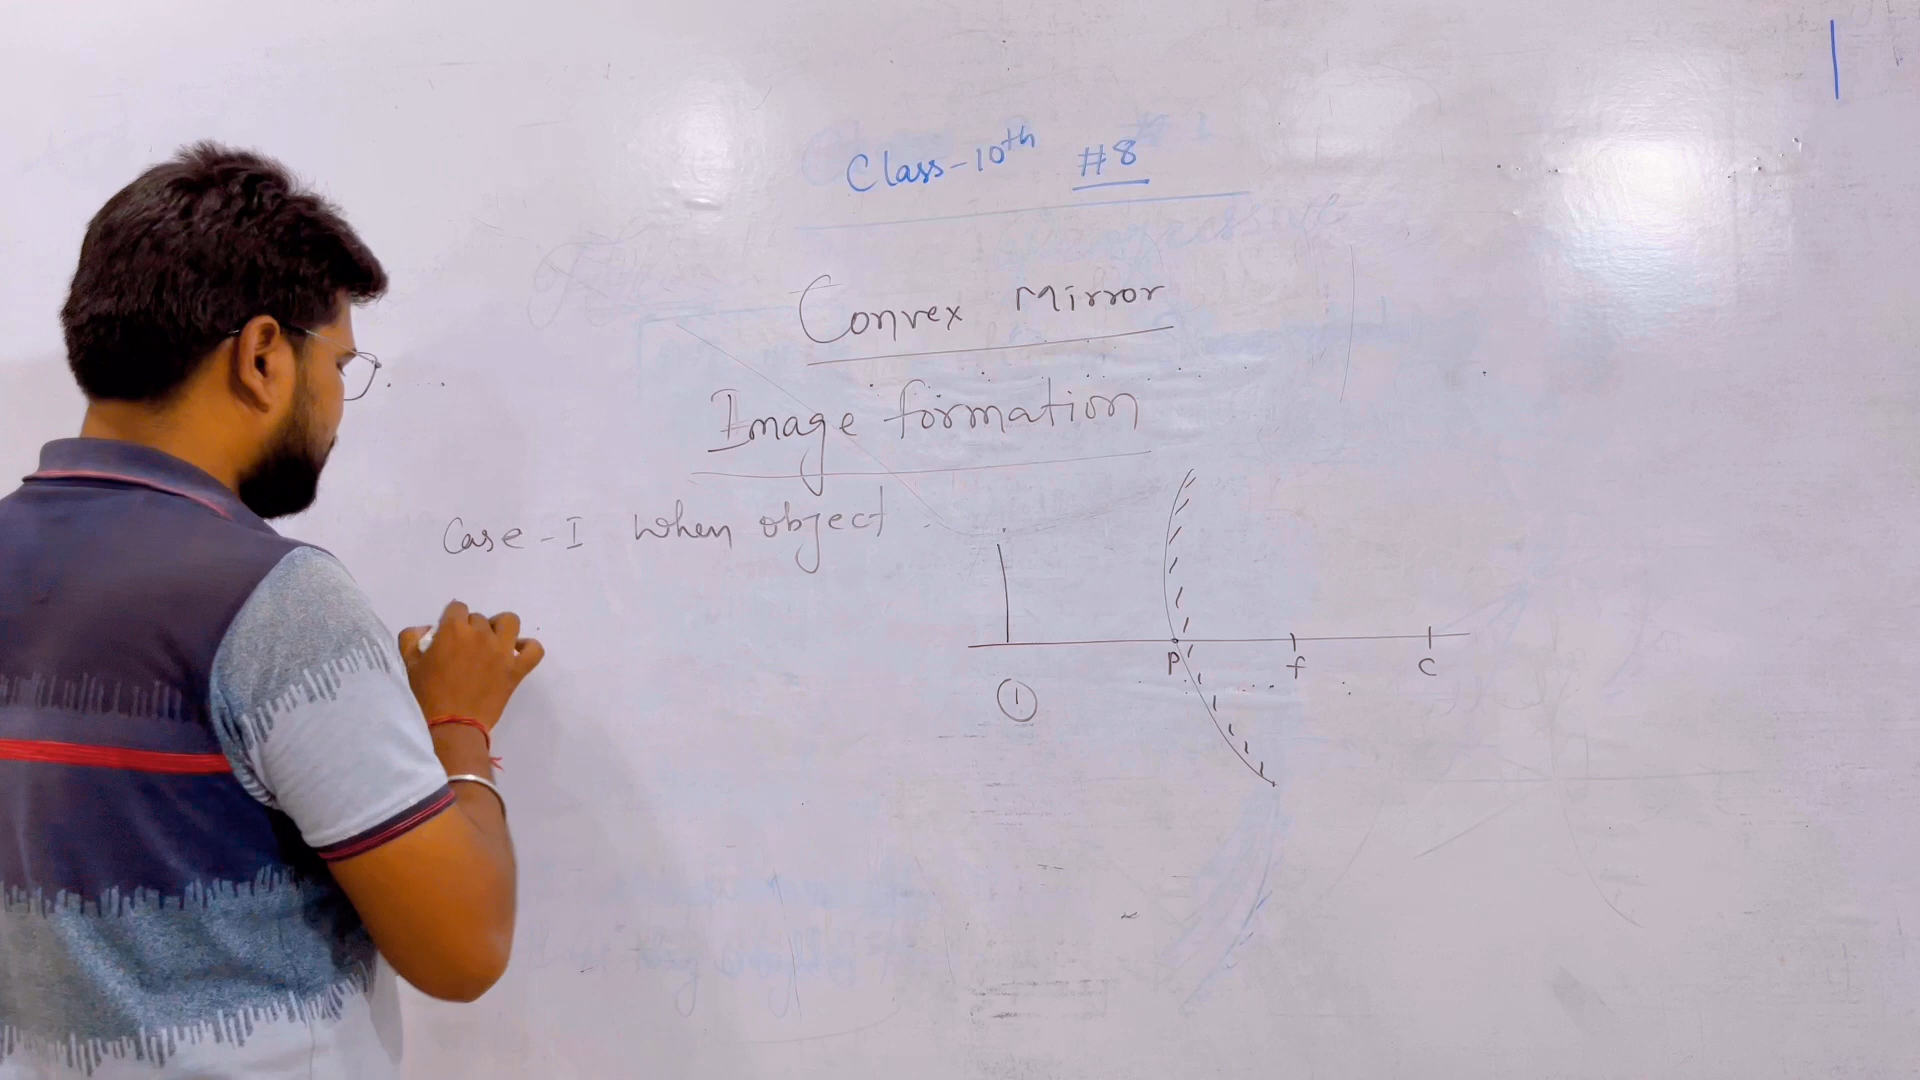 Class-10th #8
Convex Mirror
Image formation
Case-I When object
P f C
1